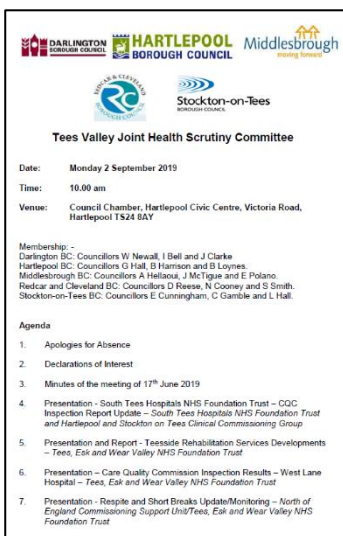 DARLINGTON
BOROUGH COUNCIL
HARTLEPOOL
BOROUGH COUNCIL
Middlesbrough
moving forward
REDCAR & CLEVELAND
RC
BOROUGH COUNCIL
Stockton-on-Tees
BOROUGH COUNCIL
Tees Valley Joint Health Scrutiny Committee
Date: Monday 2 September 2019
Time: 10.00 am
Venue: Council Chamber, Hartlepool Civic Centre, Victoria Road,
Hartlepool TS24 8AY
Membership: -
Darlington BC: Councillors W Newall, I Bell and J Clarke
Hartlepool BC: Councillors G Hall, B Harrison and B Loynes.
Middlesbrough BC: Councillors A Hellaoui, J McTigue and E Polano.
Redcar and Cleveland BC: Councillors D Reese, N Cooney and S Smith.
Stockton-on-Tees BC: Councillors E Cunningham, C Gamble and L Hall.
Agenda
1. Apologies for Absence
2. Declarations of Interest
3. Minutes of the meeting of 17th June 2019
4. Presentation - South Tees Hospitals NHS Foundation Trust – CQC
Inspection Report Update – South Tees Hospitals NHS Foundation Trust
and Hartlepool and Stockton on Tees Clinical Commissioning Group
5. Presentation and Report - Teesside Rehabilitation Services Developments
– Tees, Esk and Wear Valley NHS Foundation Trust
6. Presentation – Care Quality Commission Inspection Results – West Lane
Hospital – Tees, Esk and Wear Valley NHS Foundation Trust
7. Presentation - Respite and Short Breaks Update/Monitoring – North of
England Commissioning Support Unit/Tees, Esk and Wear Valley NHS
Foundation Trust